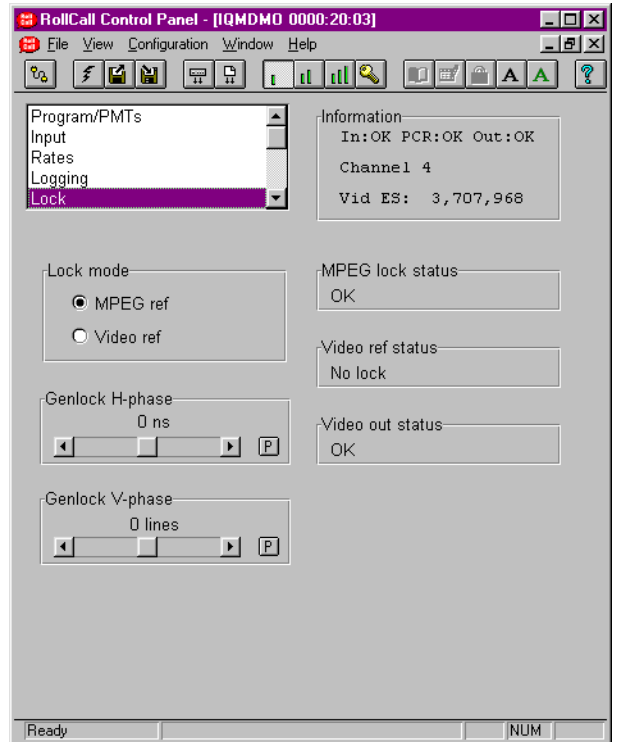 RollCall Control Panel - [IQMDMO 0000:20:03]
File View Configuration Window Help
A A ?
Program/PMTs
Input
Rates
Logging
Lock
Information
In:OK PCR:OK Out:OK
Channel 4
Vid ES: 3,707,968
Lock mode
MPEG ref
Video ref
MPEG lock status
OK
Video ref status
No lock
Genlock H-phase
0 ns
P
Video out status
OK
Genlock V-phase
0 lines
P
Ready
NUM